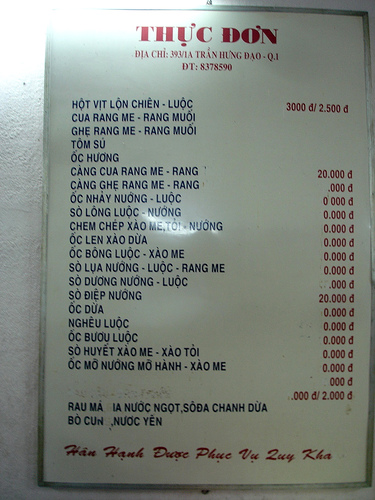 THỰC ĐƠN
ĐỊA CHỈ: 393/1A TRẦN HƯNG ĐẠO - Q.1
ĐT: 8378590
HỘT VỊT LỘN CHIÊN - LUỘC 3000 đ/ 2.500 đ
CUA RANG ME - RANG MUỐI
GHẸ RANG ME - RANG MUỐI
TÔM SÚ
ỐC HƯƠNG
CÀNG CUA RANG ME - RANG 20.000 đ
CÀNG GHẸ RANG ME - RANG .000 đ
ỐC NHẢY NƯỚNG - LUỘC 0.000 đ
SÒ LÔNG LUỘC - NƯỚNG 0.000 đ
CHEM CHÉP XÀO ME,TỎI - NƯỚNG 0.000 đ
ỐC LEN XÀO DỪA 0.000 đ
ỐC BÔNG LUỘC - XÀO ME 0.000 đ
SÒ LỤA NƯỚNG - LUỘC - RANG ME 0.000 đ
SÒ DƯƠNG NƯỚNG - LUỘC .000 đ
SÒ ĐIỆP NƯỚNG 20.000 đ
ỐC DỪA 0.000 đ
NGHÊU LUỘC 0.000 đ
ỐC BƯƠU LUỘC 0.000 đ
SÒ HUYẾT XÀO ME - XÀO TỎI 0.000 đ
ỐC MỠ NƯỚNG MỠ HÀNH - XÀO ME 0.000 đ
000 đ
.000 đ/ 2.000 đ
RAU MÁ IA NƯỚC NGỌT,SÔĐA CHANH DỪA
BÒ CỤN ,NƯỚC YẾN
Hân Hạnh Được Phục Vụ Quy Kha